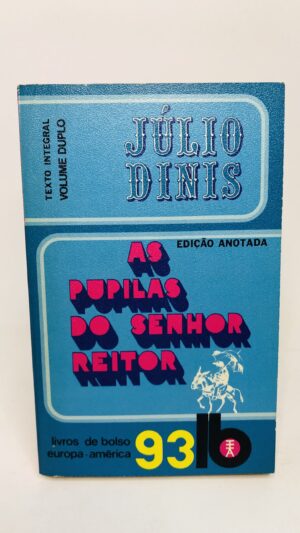 TEXTO INTEGRAL
VOLUME DUPLO
JÚLIO
DINIS
EDIÇÃO ANOTADA
AS
PUPILAS
DO SENHOR
REITOR
livros de bolso
europa-américa
93
lb